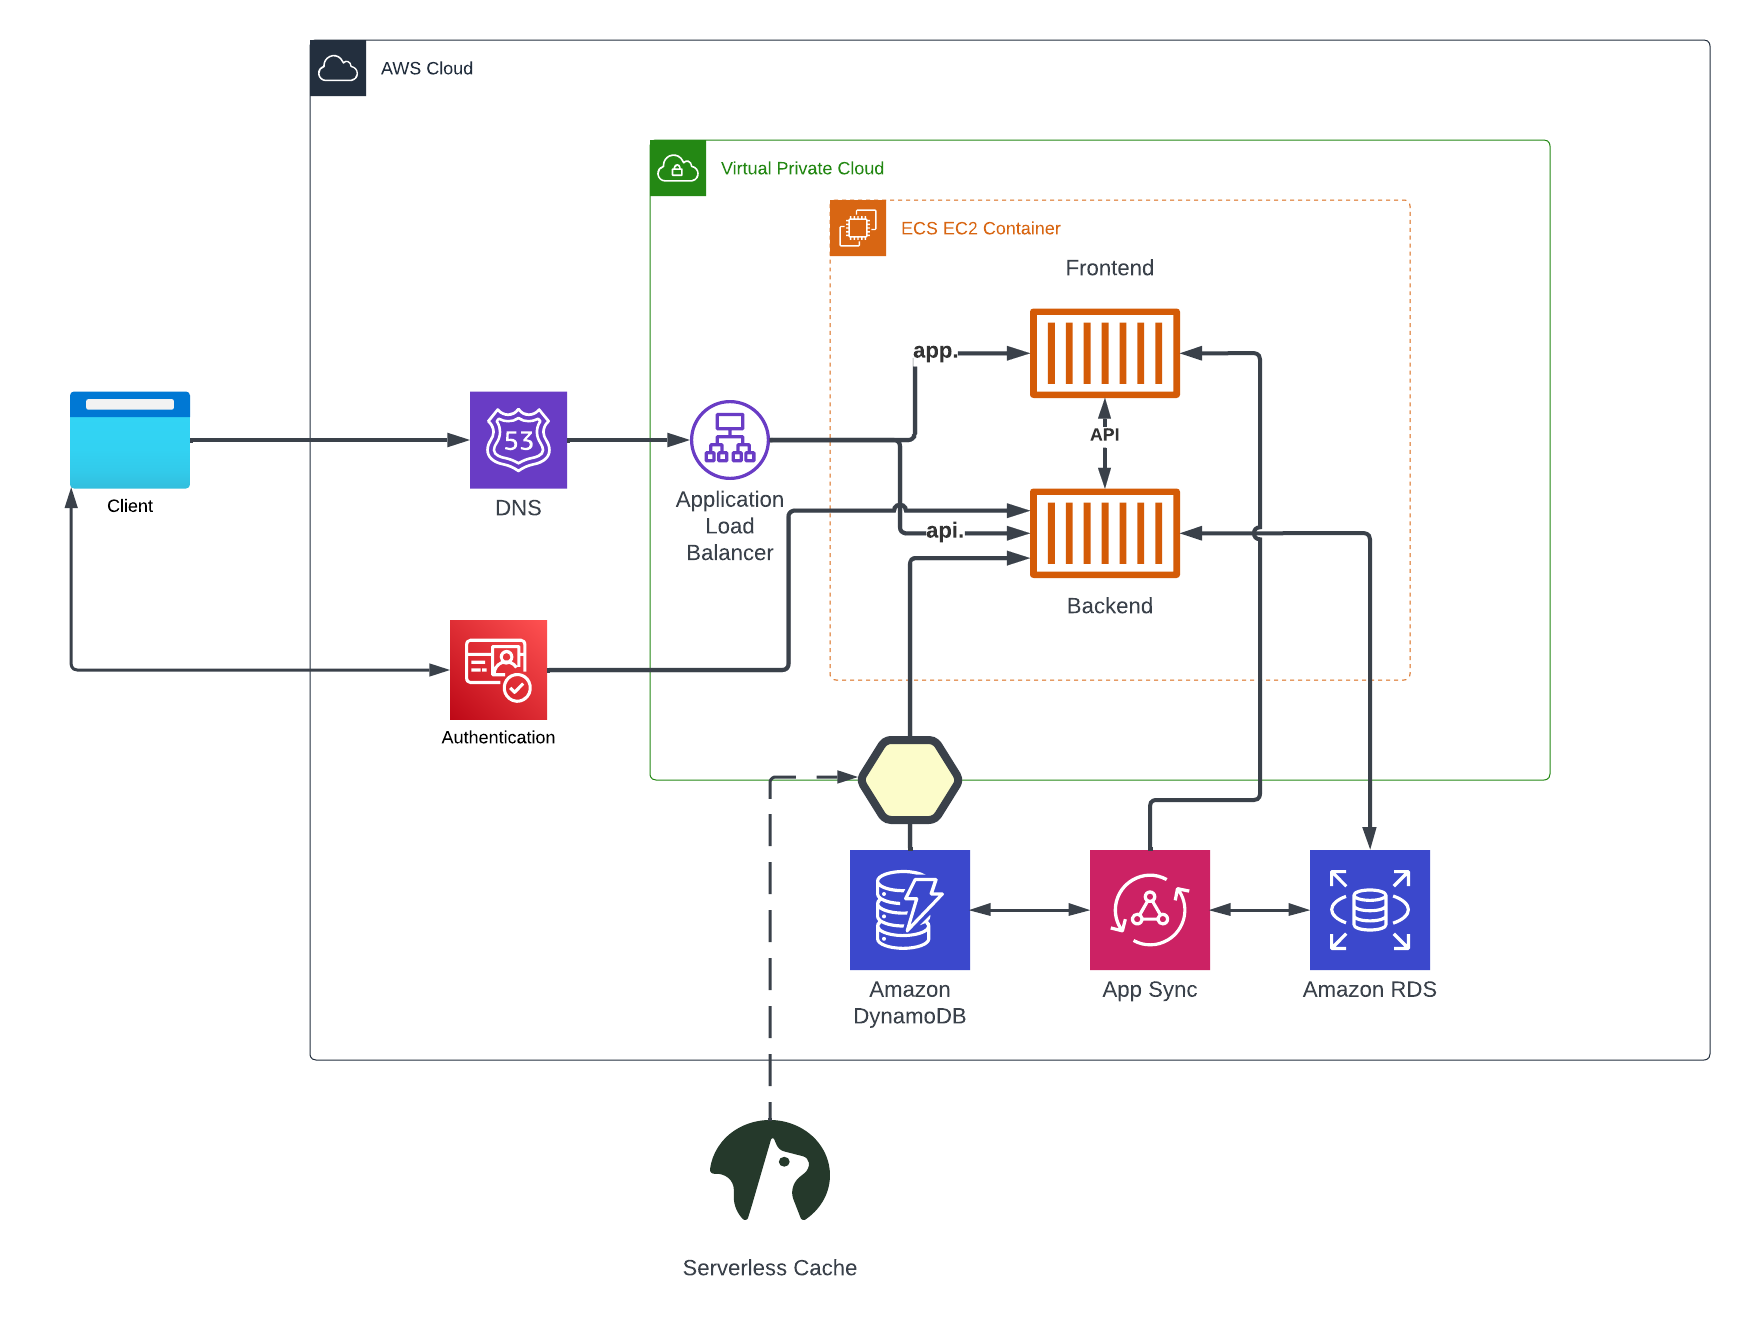 AWS Cloud
Virtual Private Cloud
ECS EC2 Container
Frontend
app.
API
53
Client
DNS
Application
Load
Balancer
api.
Backend
Authentication
Amazon
DynamoDB
App Sync
Amazon RDS
Serverless Cache